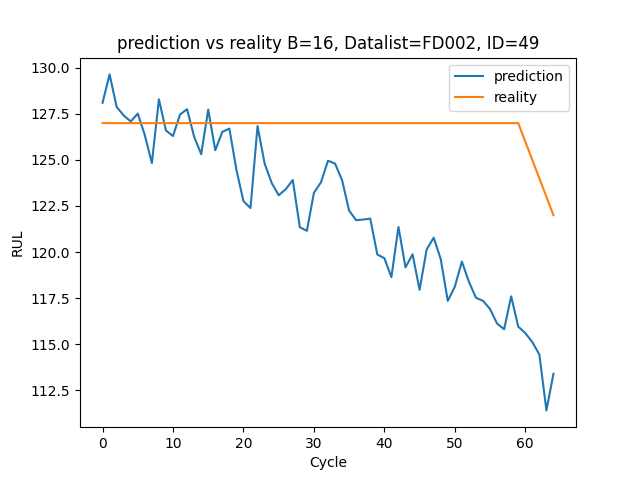 prediction vs reality B=16, Datalist=FD002, ID=49
prediction
reality
130.0
127.5
125.0
122.5
120.0
117.5
115.0
112.5
RUL
0 10 20 30 40 50 60
Cycle